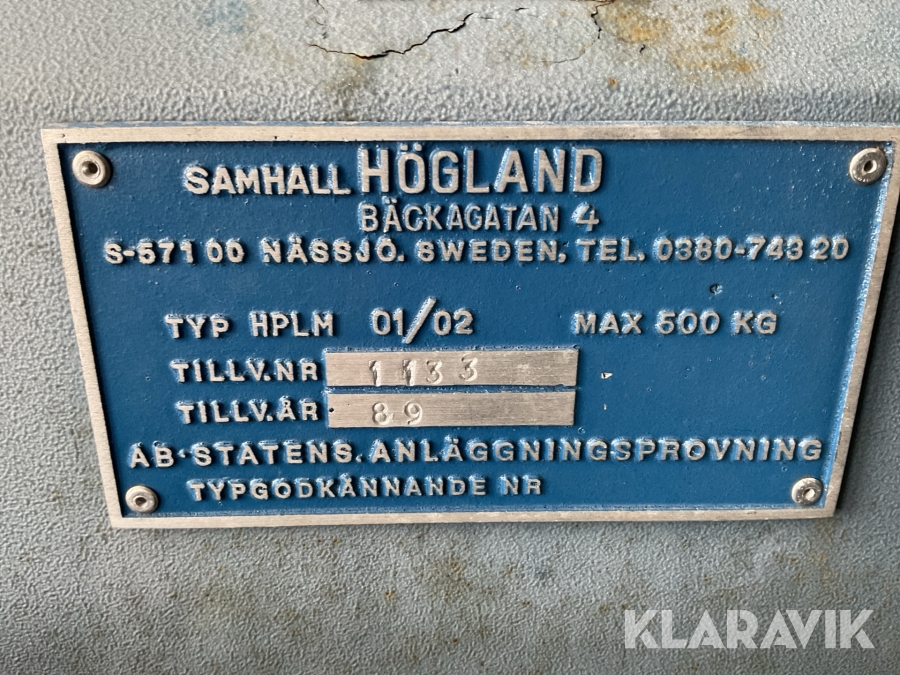 SAMHALL HÖGLAND
BÄCKAGATAN 4
S-571 00 NÄSSJÖ. SWEDEN. TEL. 0380-743 20
TYP HPLM 01/02 MAX 500 KG
TILLV.NR 1133
TILLV.ÅR 89
AB STATENS. ANLÄGGNINGSPROVNING
TYPGODKÄNNANDE NR
KLARAVIK